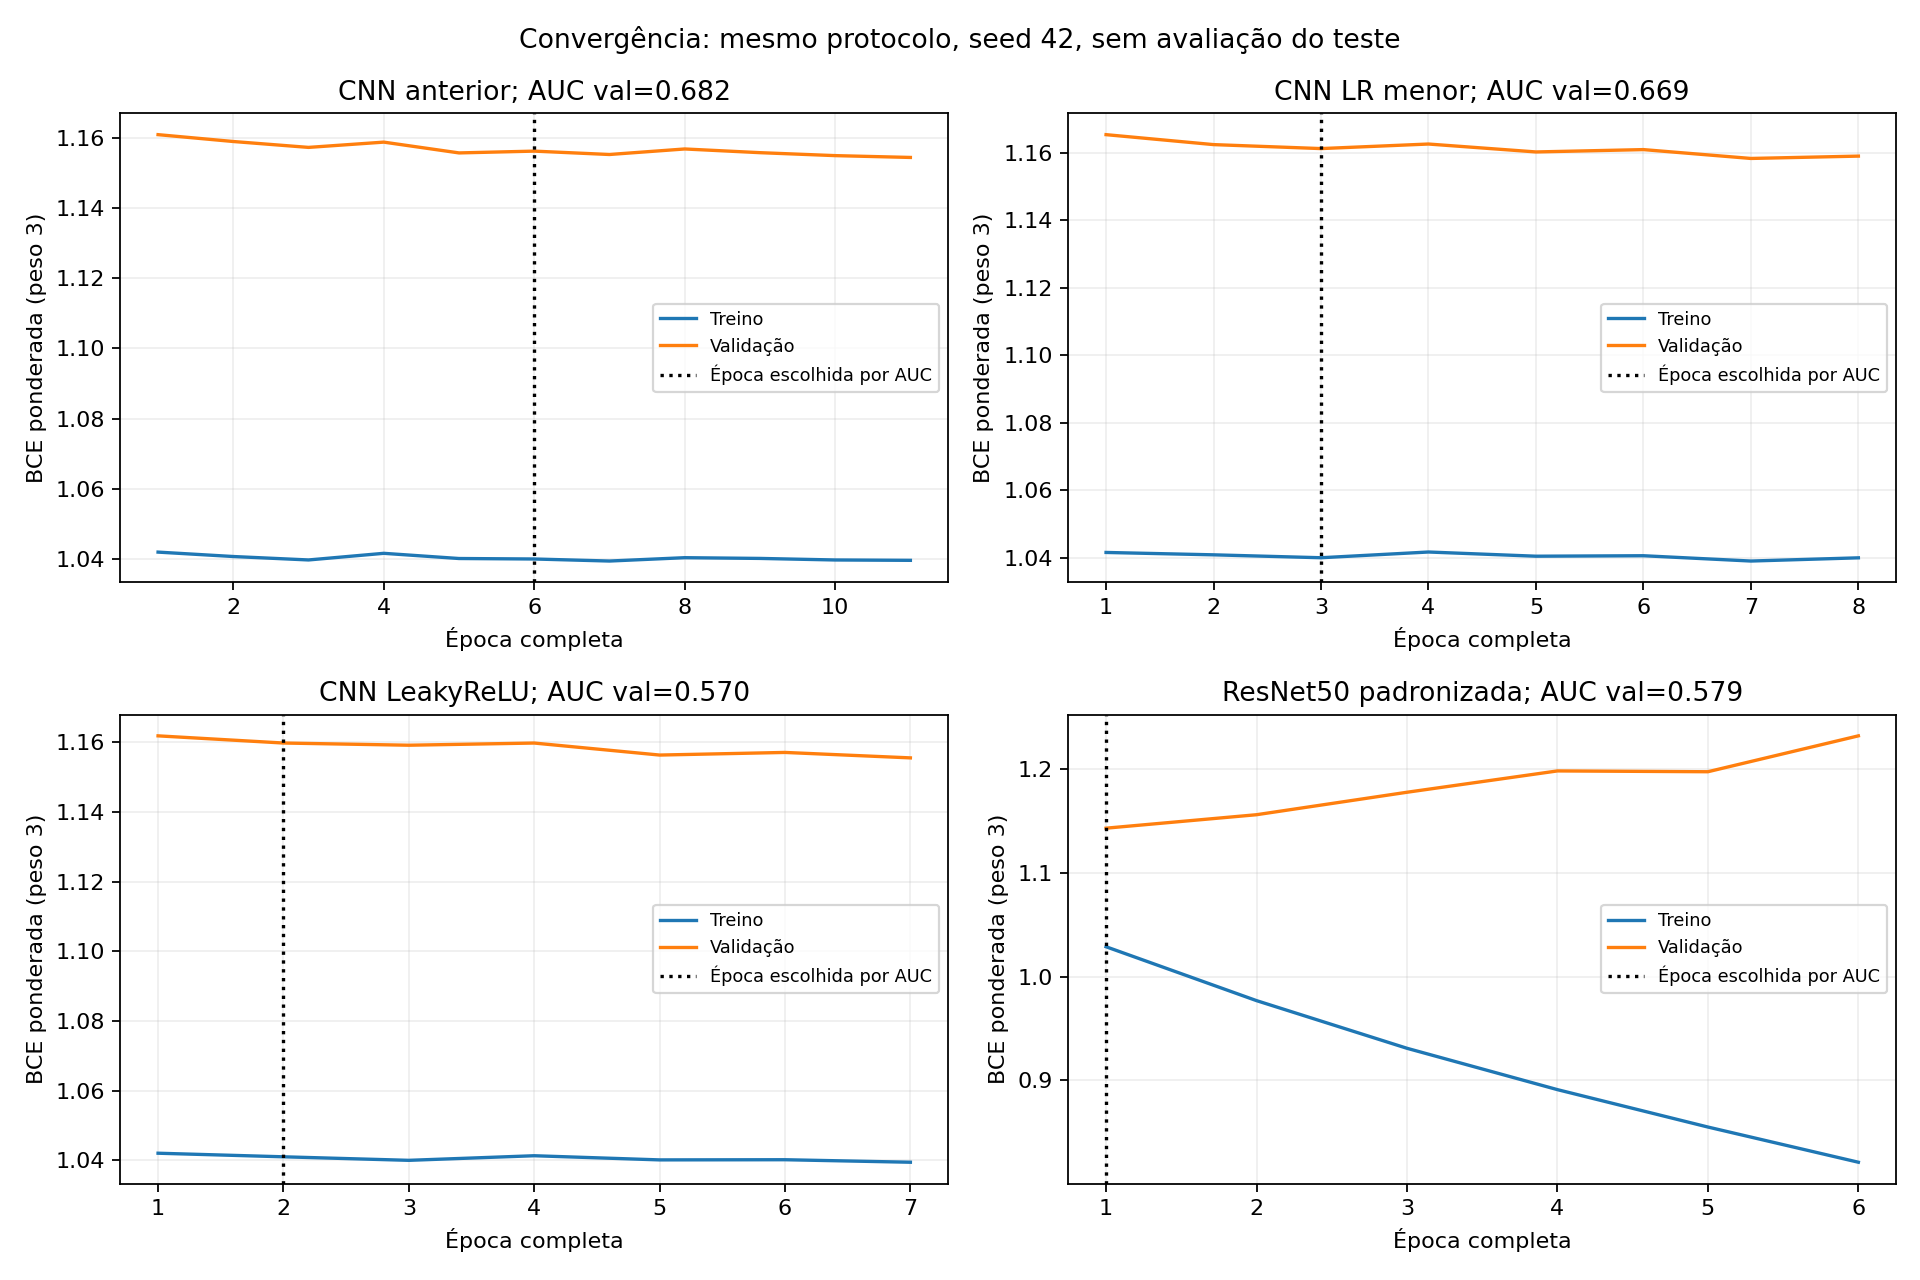 Convergência: mesmo protocolo, seed 42, sem avaliação do teste
CNN anterior; AUC val=0.682
BCE ponderada (peso 3)
1.16
1.14
1.12
1.10
1.08
1.06
1.04
Treino
Validação
Época escolhida por AUC
2 4 6 8 10
Época completa
CNN LR menor; AUC val=0.669
BCE ponderada (peso 3)
1.16
1.14
1.12
1.10
1.08
1.06
1.04
Treino
Validação
Época escolhida por AUC
1 2 3 4 5 6 7 8
Época completa
CNN LeakyReLU; AUC val=0.570
BCE ponderada (peso 3)
1.16
1.14
1.12
1.10
1.08
1.06
1.04
Treino
Validação
Época escolhida por AUC
1 2 3 4 5 6 7
Época completa
ResNet50 padronizada; AUC val=0.579
BCE ponderada (peso 3)
1.2
1.1
1.0
0.9
Treino
Validação
Época escolhida por AUC
1 2 3 4 5 6
Época completa